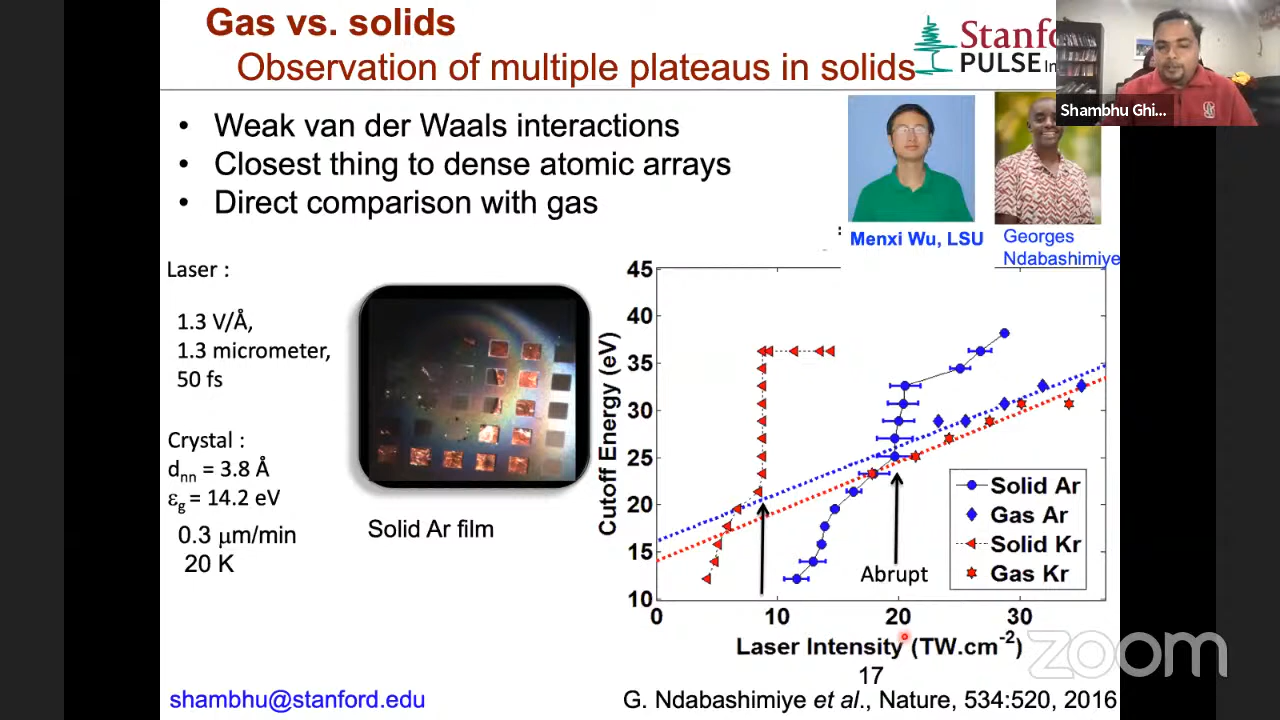 Gas vs. solids
Observation of multiple plateaus in solids
Stanf
PULSE In
Shambhu Ghi...
• Weak van der Waals interactions
• Closest thing to dense atomic arrays
• Direct comparison with gas
Menxi Wu, LSU
Georges
Ndabashimiye
Laser :
1.3 V/Å,
1.3 micrometer,
50 fs
Crystal :
dnn = 3.8 Å
εg = 14.2 eV
0.3 μm/min
20 K
Solid Ar film
Cutoff Energy (eV)
45
40
35
30
25
20
15
10
0
10
20
30
Abrupt
Solid Ar
Gas Ar
Solid Kr
Gas Kr
Laser Intensity (TW.cm-2)
17
zoom
shambhu@stanford.edu
G. Ndabashimiye et al., Nature, 534:520, 2016